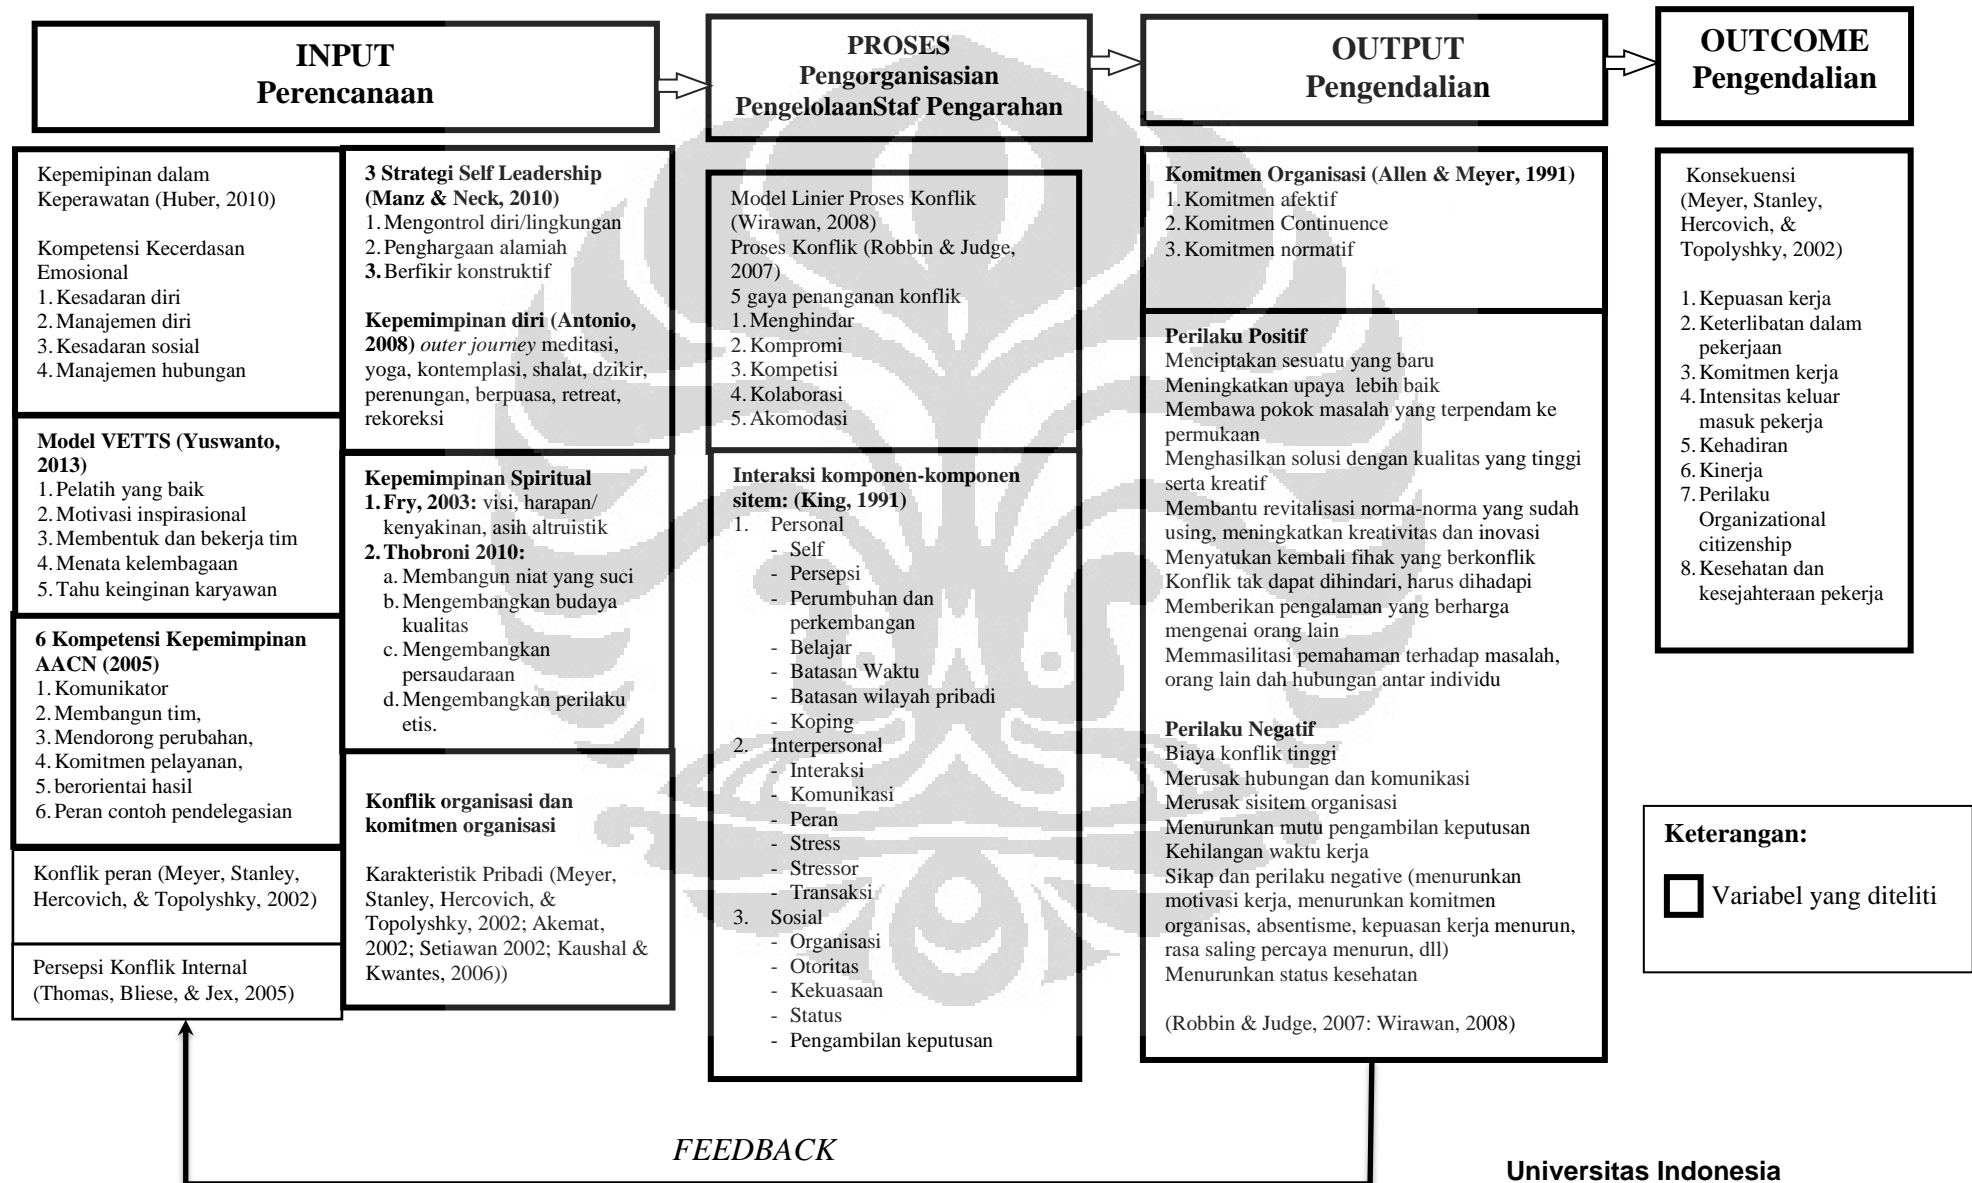 INPUT
Perencanaan
PROSES
Pengorganisasian
PengelolaanStaf Pengarahan
OUTPUT
Pengendalian
OUTCOME
Pengendalian
Kepemipinan dalam
Keperawatan (Huber, 2010)
Kompetensi Kecerdasan
Emosional
1. Kesadaran diri
2. Manajemen diri
3. Kesadaran sosial
4. Manajemen hubungan
Model VETTS (Yuswanto,
2013)
1. Pelatih yang baik
2. Motivasi inspirasional
3. Membentuk dan bekerja tim
4. Menata kelembagaan
5. Tahu keinginan karyawan
6 Kompetensi Kepemimpinan
AACN (2005)
1. Komunikator
2. Membangun tim,
3. Mendorong perubahan,
4. Komitmen pelayanan,
5. berorientai hasil
6. Peran contoh pendelegasian
Konflik peran (Meyer, Stanley,
Hercovich, & Topolyshky, 2002)
Persepsi Konflik Internal
(Thomas, Bliese, & Jex, 2005)
3 Strategi Self Leadership
(Manz & Neck, 2010)
1. Mengontrol diri/lingkungan
2. Penghargaan alamiah
3. Berfikir konstruktif
Kepemimpinan diri (Antonio,
2008) outer journey meditasi,
yoga, kontemplasi, shalat, dzikir,
perenungan, berpuasa, retreat,
rekoreksi
Kepemimpinan Spiritual
1. Fry, 2003: visi, harapan/
kenyakinan, asih altruistik
2. Thobroni 2010:
a. Membangun niat yang suci
b. Mengembangkan budaya
kualitas
c. Mengembangkan
persaudaraan
d. Mengembangkan perilaku
etis.
Konflik organisasi dan
komitmen organisasi
Karakteristik Pribadi (Meyer,
Stanley, Hercovich, &
Topolyshky, 2002; Akemat,
2002; Setiawan 2002; Kaushal &
Kwantes, 2006))
Model Linier Proses Konflik
(Wirawan, 2008)
Proses Konflik (Robbin & Judge,
2007)
5 gaya penanganan konflik
1. Menghindar
2. Kompromi
3. Kompetisi
4. Kolaborasi
5. Akomodasi
Interaksi komponen-komponen
sitem: (King, 1991)
1. Personal
- Self
- Persepsi
- Perumbuhan dan
perkembangan
- Belajar
- Batasan Waktu
- Batasan wilayah pribadi
- Koping
2. Interpersonal
- Interaksi
- Komunikasi
- Peran
- Stress
- Stressor
- Transaksi
3. Sosial
- Organisasi
- Otoritas
- Kekuasaan
- Status
- Pengambilan keputusan
Komitmen Organisasi (Allen & Meyer, 1991)
1. Komitmen afektif
2. Komitmen Continuence
3. Komitmen normatif
Perilaku Positif
Menciptakan sesuatu yang baru
Meningkatkan upaya lebih baik
Membawa pokok masalah yang terpendam ke
permukaan
Menghasilkan solusi dengan kualitas yang tinggi
serta kreatif
Membantu revitalisasi norma-norma yang sudah
using, meningkatkan kreativitas dan inovasi
Menyatukan kembali fihak yang berkonflik
Konflik tak dapat dihindari, harus dihadapi
Memberikan pengalaman yang berharga
mengenai orang lain
Memmasilitasi pemahaman terhadap masalah,
orang lain dah hubungan antar individu
Perilaku Negatif
Biaya konflik tinggi
Merusak hubungan dan komunikasi
Merusak sisitem organisasi
Menurunkan mutu pengambilan keputusan
Kehilangan waktu kerja
Sikap dan perilaku negative (menurunkan
motivasi kerja, menurunkan komitmen
organisas, absentisme, kepuasan kerja menurun,
rasa saling percaya menurun, dll)
Menurunkan status kesehatan
(Robbin & Judge, 2007: Wirawan, 2008)
Konsekuensi
(Meyer, Stanley,
Hercovich, &
Topolyshky, 2002)
1. Kepuasan kerja
2. Keterlibatan dalam
pekerjaan
3. Komitmen kerja
4. Intensitas keluar
masuk pekerja
5. Kehadiran
6. Kinerja
7. Perilaku
Organizational
citizenship
8. Kesehatan dan
kesejahteraan pekerja
Keterangan:
Variabel yang diteliti
FEEDBACK
Universitas Indonesia